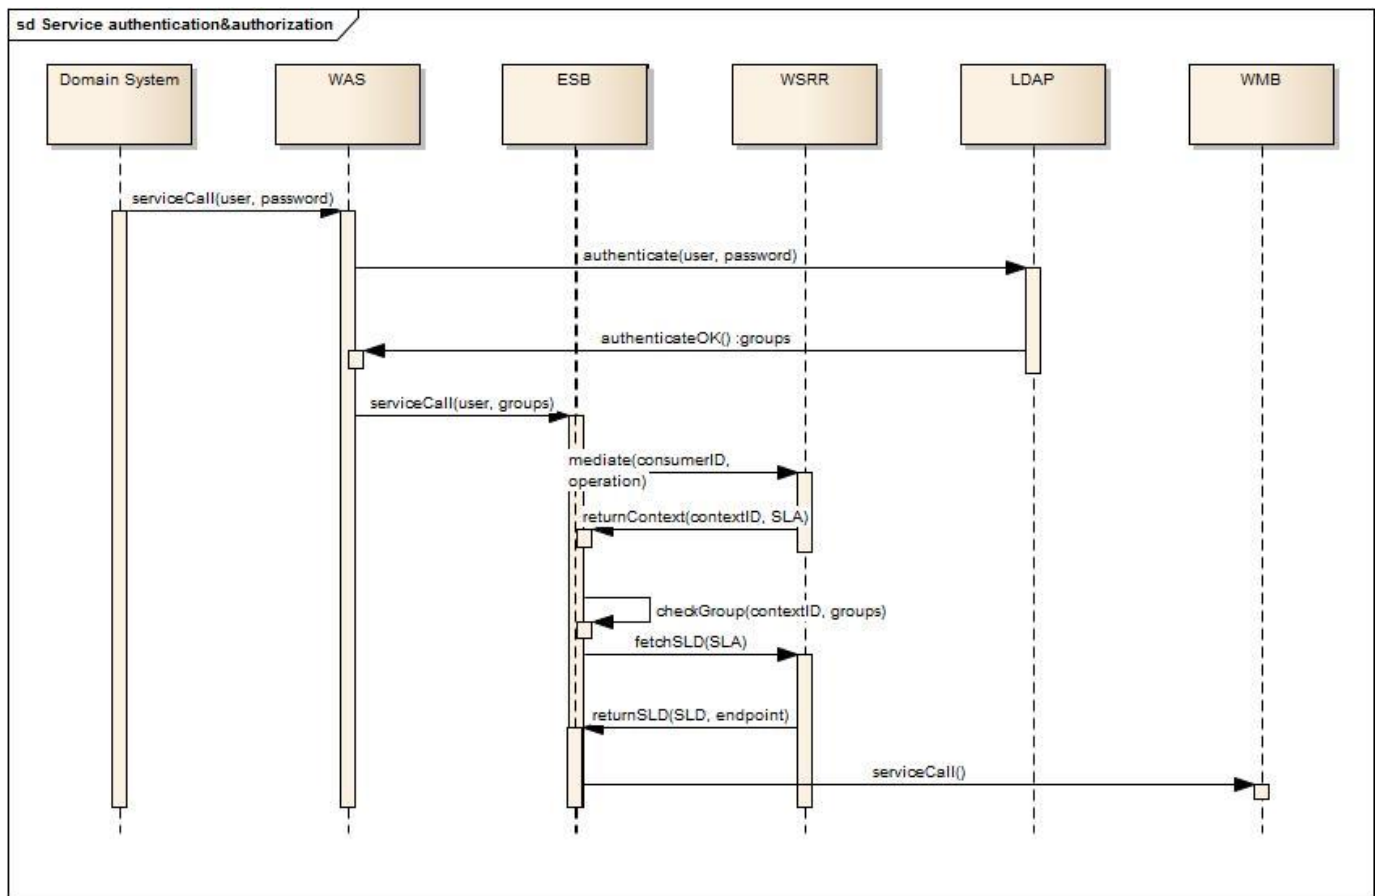 sd Service authentication&authorization
Domain System
WAS
ESB
WSRR
LDAP
WMB
serviceCall(user, password)
authenticate(user, password)
authenticateOK() :groups
serviceCall(user, groups)
mediate(consumerID,
operation)
returnContext(contextID, SLA)
checkGroup(contextID, groups)
fetchSLD(SLA)
returnSLD(SLD, endpoint)
serviceCall()